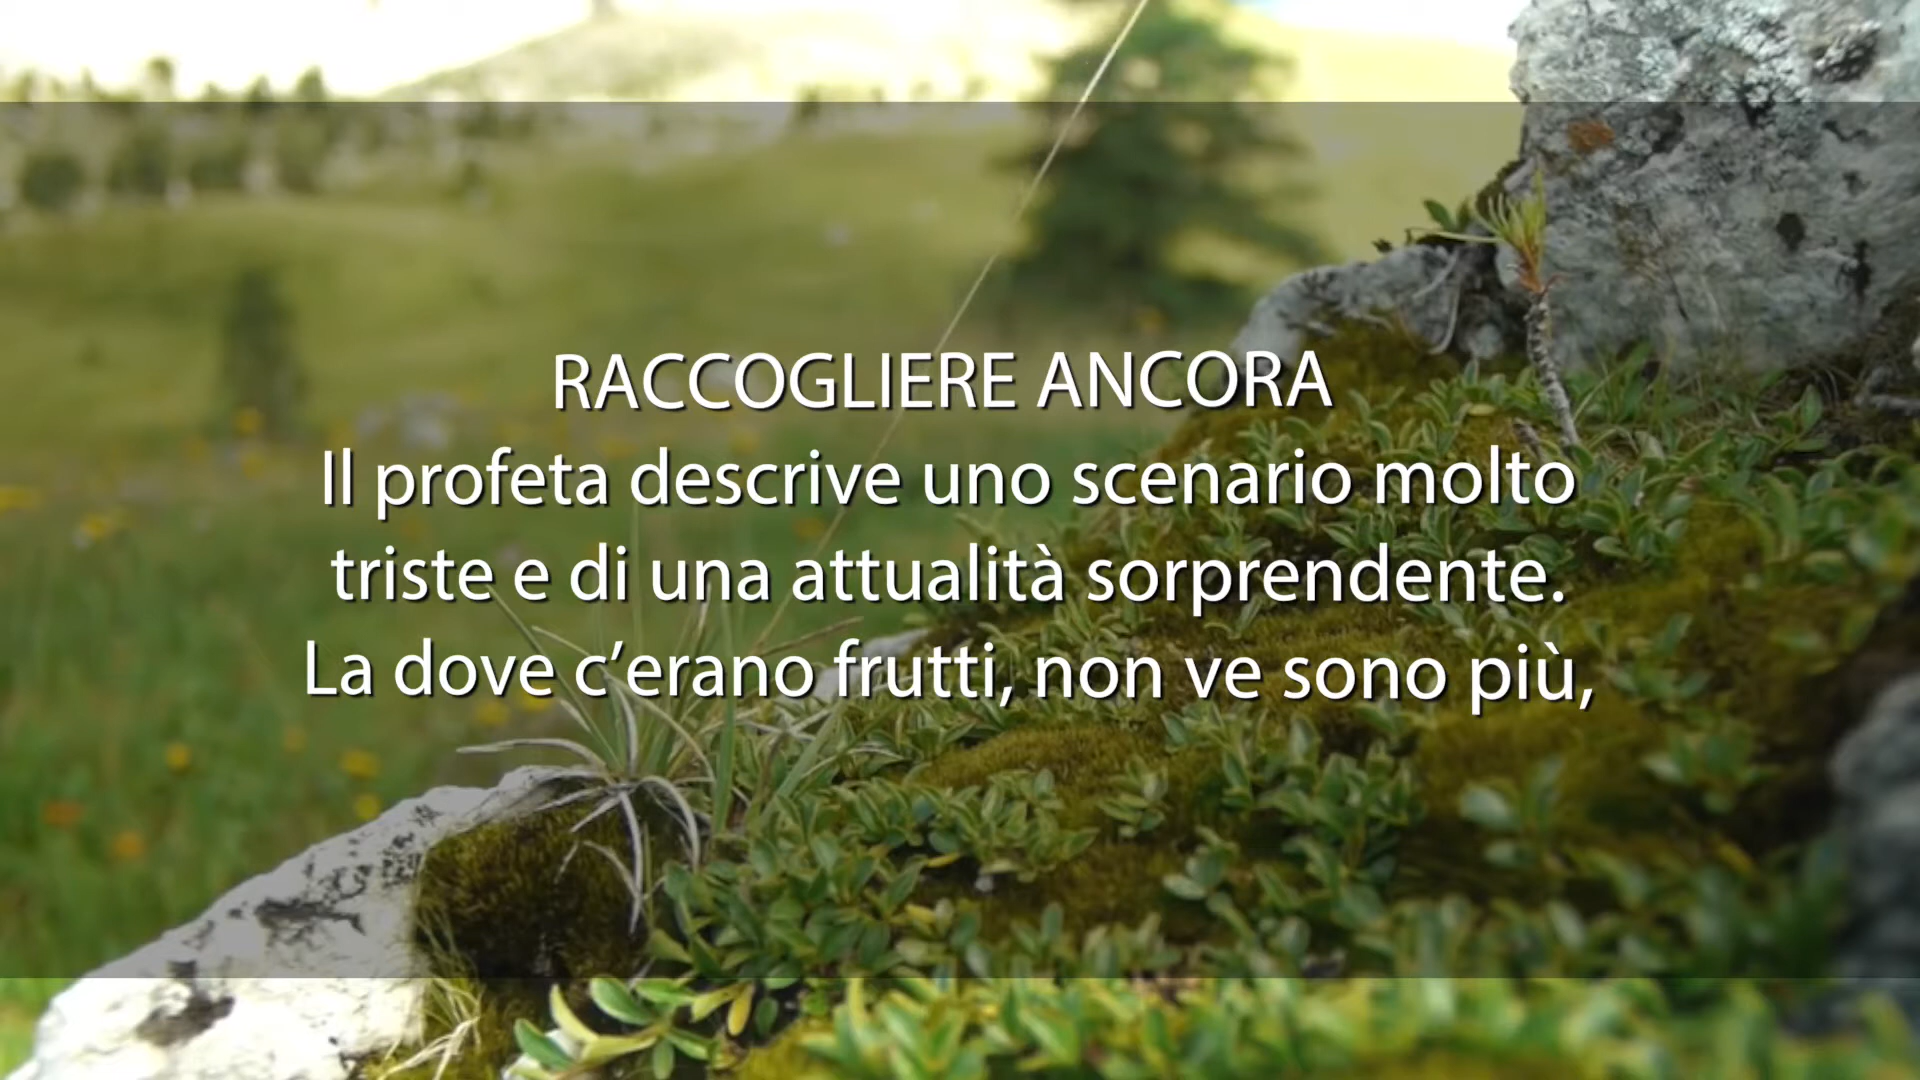 RACCOGLIERE ANCORA
Il profeta descrive uno scenario molto
triste e di una attualità sorprendente.
La dove c’erano frutti, non ve sono più,